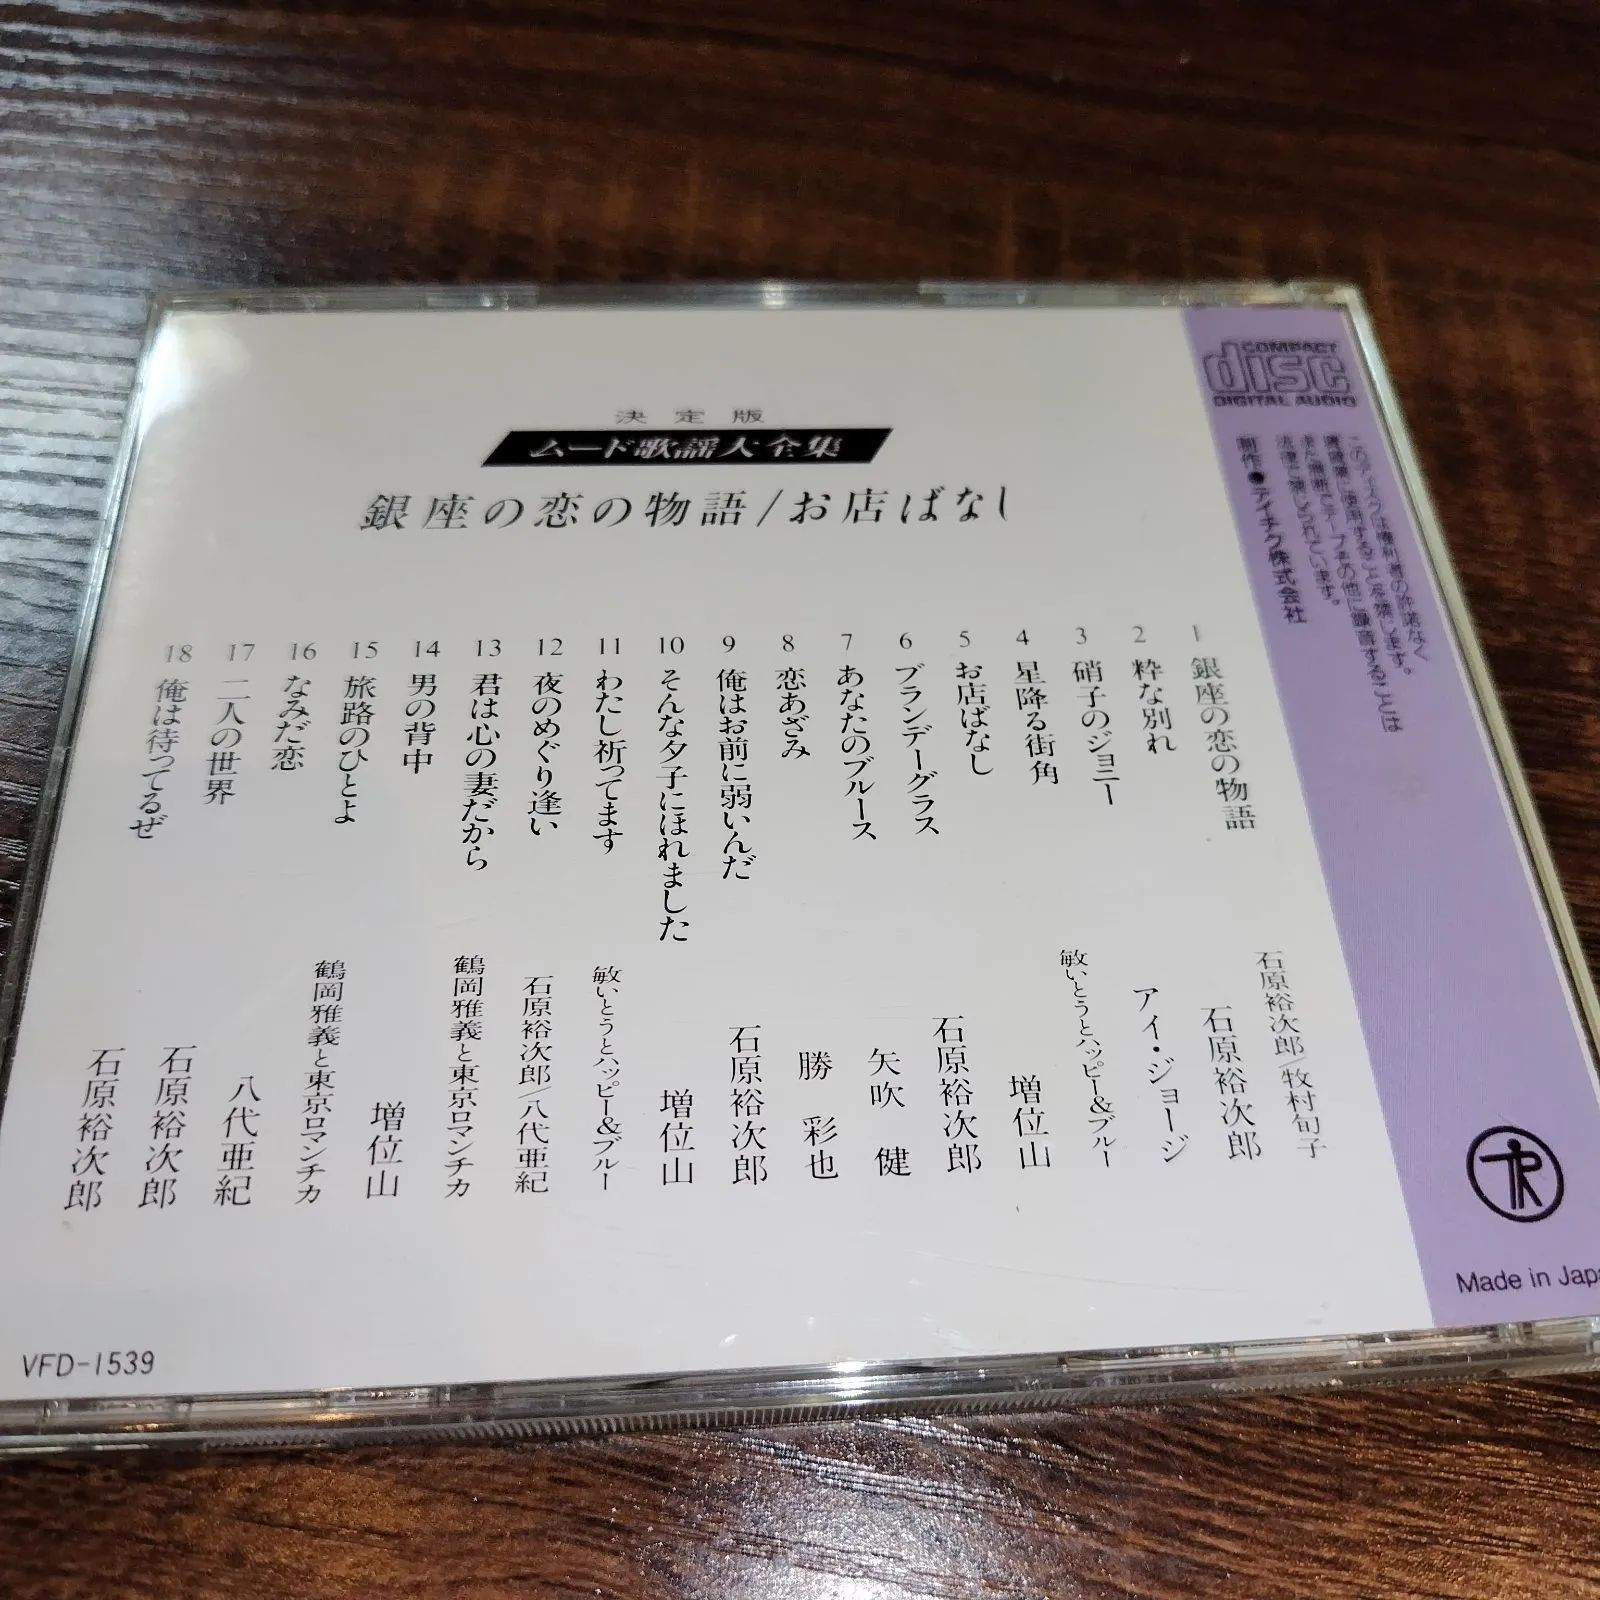 COMPACT
disc
DIGITAL AUDIO
このディスクは権利者の許諾なく
賃貸業に使用することを禁じます。
また無断でテープその他に録音することは
法律で禁じられています。
制作●テイチク株式会社
決定版
ムード歌謡大全集
銀座の恋の物語/お店ばなし
1 銀座の恋の物語 石原裕次郎/牧村旬子
2 粋な別れ 石原裕次郎
3 硝子のジョニー アイ・ジョージ
4 星降る街角 敏いとうとハッピー&ブルー
5 お店ばなし 増位山
6 ブランデーグラス 石原裕次郎
7 あなたのブルース 矢吹健
8 恋あざみ 勝彩也
9 俺はお前に弱いんだ 石原裕次郎
10 そんな夕子にほれました 増位山
11 わたし祈ってます 敏いとうとハッピー&ブルー
12 夜のめぐり逢い 石原裕次郎/八代亜紀
13 君は心の妻だから 鶴岡雅義と東京ロマンチカ
14 男の背中 増位山
15 旅路のひとよ 鶴岡雅義と東京ロマンチカ
16 なみだ恋 八代亜紀
17 二人の世界 石原裕次郎
18 俺は待ってるぜ 石原裕次郎
Made in Japa
VFD-1539